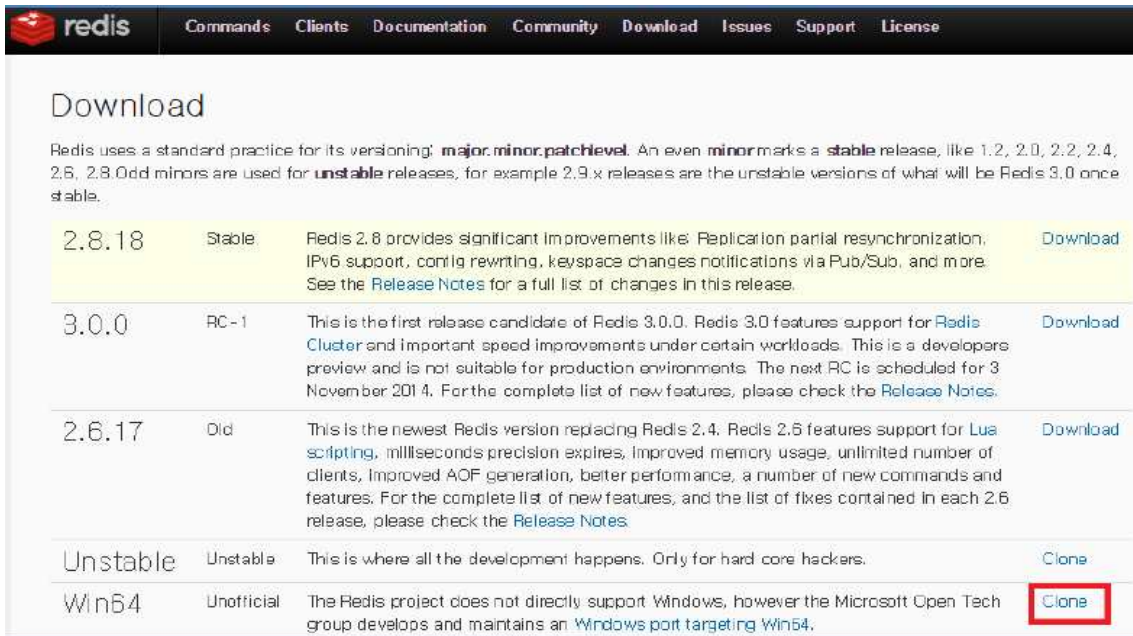 redis Commands Clients Documentation Community Download Issues Support License
Download
Redis uses a standard practice for its versioning: major.minor.patchlevel. An even minor marks a stable release, like 1.2, 2.0, 2.2, 2.4,
2.6, 2.8. Odd minors are used for unstable releases, for example 2.9.x releases are the unstable versions of what will be Redis 3.0 once
stable.
2.8.18 Stable Redis 2.8 provides significant improvements like: Replication partial resynchronization, Download
IPv6 support, config rewriting, keyspace changes notifications via Pub/Sub, and more.
See the Release Notes for a full list of changes in this release.
3.0.0 RC-1 This is the first release candidate of Redis 3.0.0. Redis 3.0 features support for Redis Download
Cluster and important speed improvements under certain workloads. This is a developers
preview and is not suitable for production environments. The next RC is scheduled for 3
November 2014. For the complete list of new features, please check the Release Notes.
2.6.17 Old This is the newest Redis version replacing Redis 2.4. Redis 2.6 features support for Lua Download
scripting, milliseconds precision expires, improved memory usage, unlimited number of
clients, improved AOF generation, better performance, a number of new commands and
features. For the complete list of new features, and the list of fixes contained in each 2.6
release, please check the Release Notes.
Unstable Unstable This is where all the development happens. Only for hard core hackers. Clone
Win64 Unofficial The Redis project does not directly support Windows, however the Microsoft Open Tech Clone
group develops and maintains an Windows port targeting Win64.